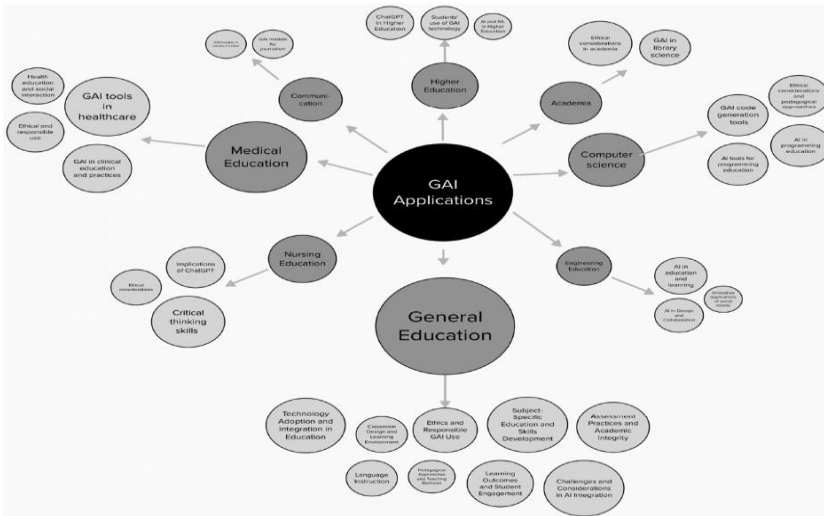 ChatGPT
in Higher
Education
Students'
use of GAI
technology
AI and ML
in Higher
Education
Ethical
considerations
in academia
GAI in
library
science
role models for
journalism
Higher
Education
Communi-
cation
Academia
Health
education
and social
interaction
GAI tools
in
healthcare
Ethical and
responsible
use
GAI in clinical
education
and practices
Medical
Education
GAI
Applications
Computer
science
GAI code
generation
tools
Ethical
considerations and
pedagogical
approaches
AI in
programming
education
AI tools for
programming
education
Nursing
Education
Implications
of ChatGPT
Ethical
considerations
Critical
thinking
skills
Engineering
Education
AI in
education
and
learning
AI in Design
and
Collaboration
General
Education
Technology
Adoption and
Integration in
Education
Classroom
Design and
Learning
Environment
Ethics and
Responsible
GAI Use
Subject-
Specific
Education and
Skills
Development
Assessment
Practices and
Academic
Integrity
Language
Instruction
Pedagogical
Approaches
and Teaching
Methods
Learning
Outcomes
and Student
Engagement
Challenges and
Considerations
in AI Integration